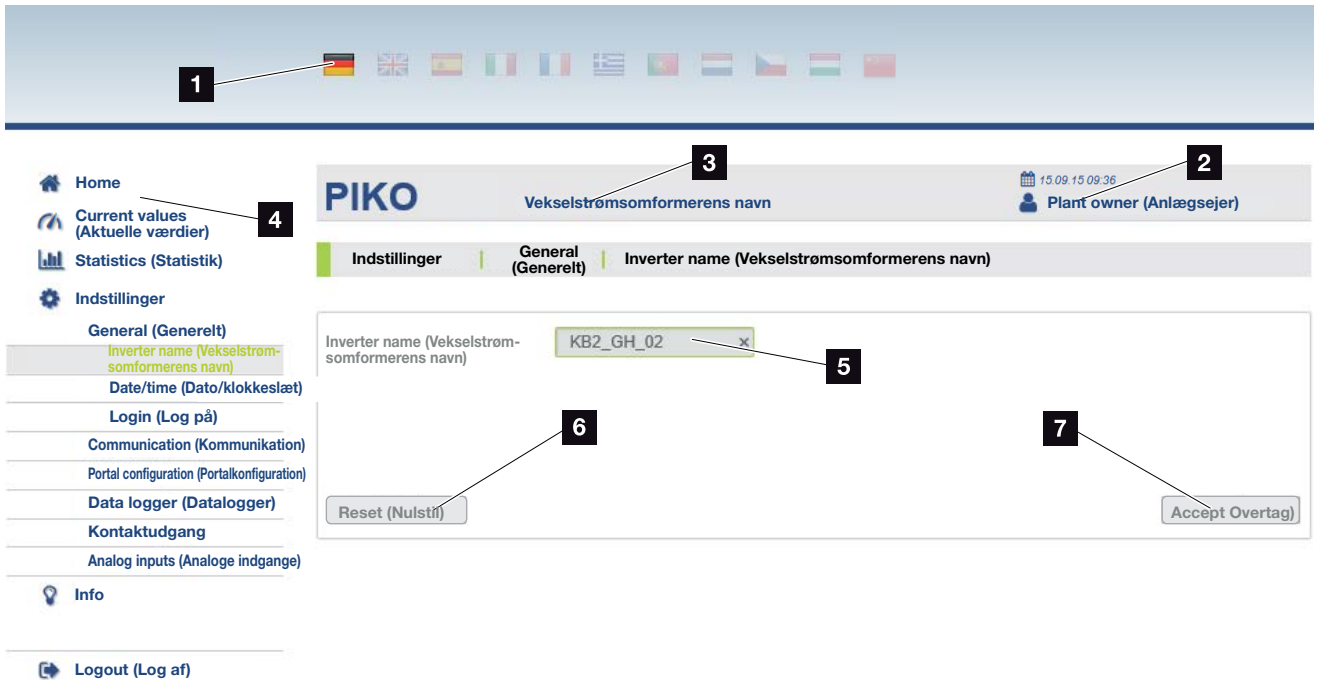 1
3
2
Home
4
Current values
(Aktuelle værdier)
Statistics (Statistik)
Indstillinger
General (Generelt)
Inverter name (Vekselstrøm-
somformerens navn)
Date/time (Dato/klokkeslæt)
Login (Log på)
Communication (Kommunikation)
Portal configuration (Portalkonfiguration)
Data logger (Datalogger)
Kontaktudgang
Analog inputs (Analoge indgange)
Info
Logout (Log af)
PIKO
Vekselstrømsomformerens navn
15.09.15 09:36
Plant owner (Anlægsejer)
Indstillinger
General
(Generelt)
Inverter name (Vekselstrømsomformerens navn)
Inverter name (Vekselstrøm-
somformerens navn)
KB2_GH_02 ×
5
6
7
Reset (Nulstil)
Accept Overtag)